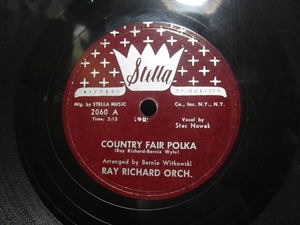 Stella
RECORDS
OF QUALITY
Mfg. by STELLA MUSIC
Co., Inc. N.Y., N.Y.
2060 A
Time: 2:15
Vocal by
Stas Nowak
COUNTRY FAIR POLKA
(Ray Richard-Bernie Wyte)
Arranged by Bernie Witkowski
RAY RICHARD ORCH.